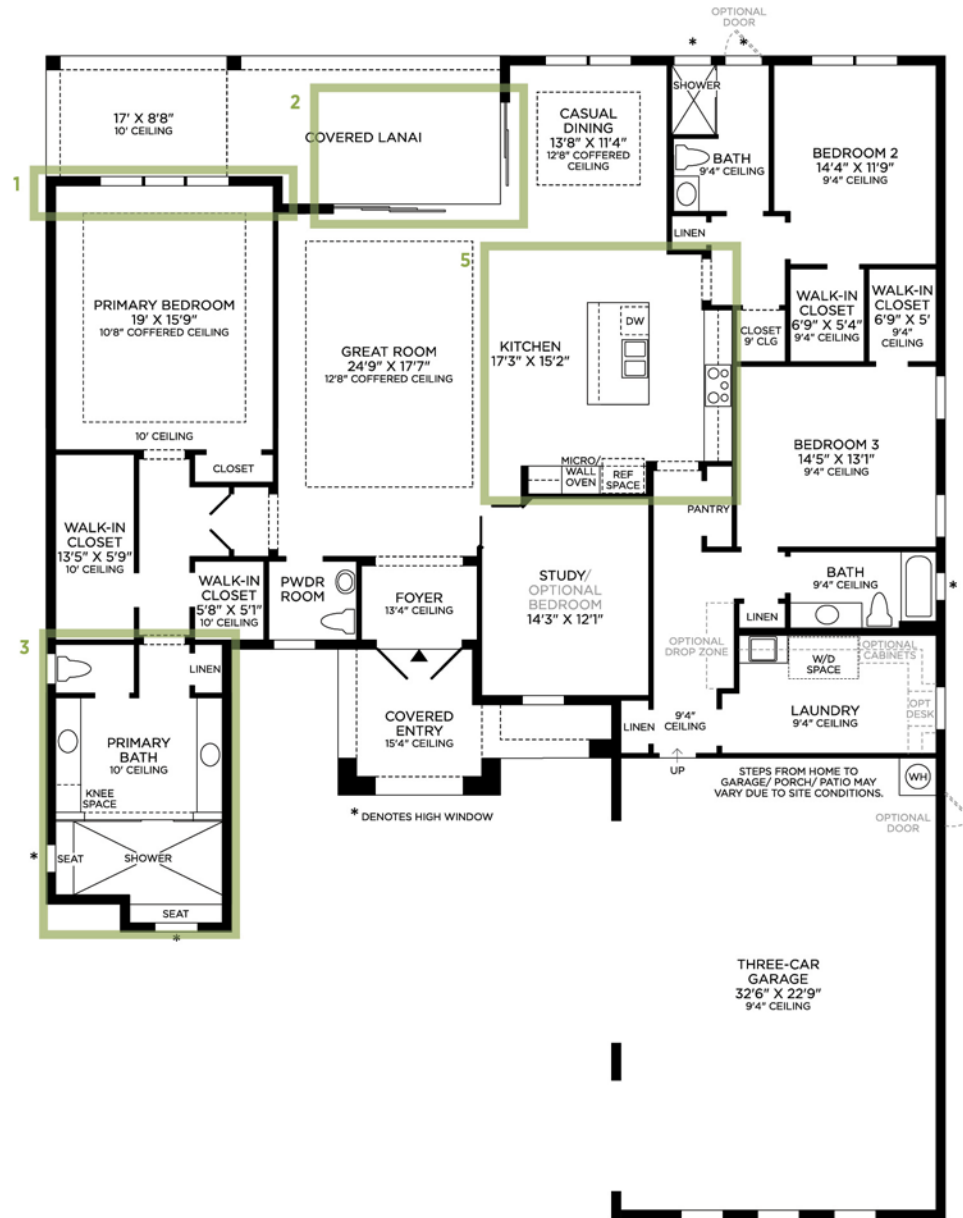 OPTIONAL
DOOR
*
*
2
SHOWER
17' X 8'8"
10' CEILING
COVERED LANAI
CASUAL
DINING
13'8" X 11'4"
12'8" COFFERED
CEILING
BATH
9'4" CEILING
BEDROOM 2
14'4" X 11'9"
9'4" CEILING
1
LINEN
5
PRIMARY BEDROOM
19' X 15'9"
10'8" COFFERED CEILING
10' CEILING
GREAT ROOM
24'9" X 17'7"
12'8" COFFERED CEILING
KITCHEN
17'3" X 15'2"
DW
MICRO/
WALL
OVEN
REF
SPACE
CLOSET
9' CLG
WALK-IN
CLOSET
6'9" X 5'4"
9'4" CEILING
WALK-IN
CLOSET
6'9" X 5'
9'4"
CEILING
BEDROOM 3
14'5" X 13'1"
9'4" CEILING
CLOSET
PANTRY
WALK-IN
CLOSET
13'5" X 5'9"
10' CEILING
WALK-IN
CLOSET
5'8" X 5'1"
10' CEILING
PWDR
ROOM
FOYER
13'4" CEILING
STUDY/
OPTIONAL
BEDROOM
14'3" X 12'1"
BATH
9'4" CEILING
*
LINEN
3
LINEN
OPTIONAL
DROP ZONE
W/D
SPACE
OPTIONAL
CABINETS
OPT
DESK
LAUNDRY
9'4" CEILING
PRIMARY
BATH
10' CEILING
KNEE
SPACE
COVERED
ENTRY
15'4" CEILING
LINEN
9'4"
CEILING
UP
STEPS FROM HOME TO
GARAGE/ PORCH/ PATIO MAY
VARY DUE TO SITE CONDITIONS.
WH
OPTIONAL
DOOR
* DENOTES HIGH WINDOW
*
SEAT
SHOWER
SEAT
*
THREE-CAR
GARAGE
32'6" X 22'9"
9'4" CEILING